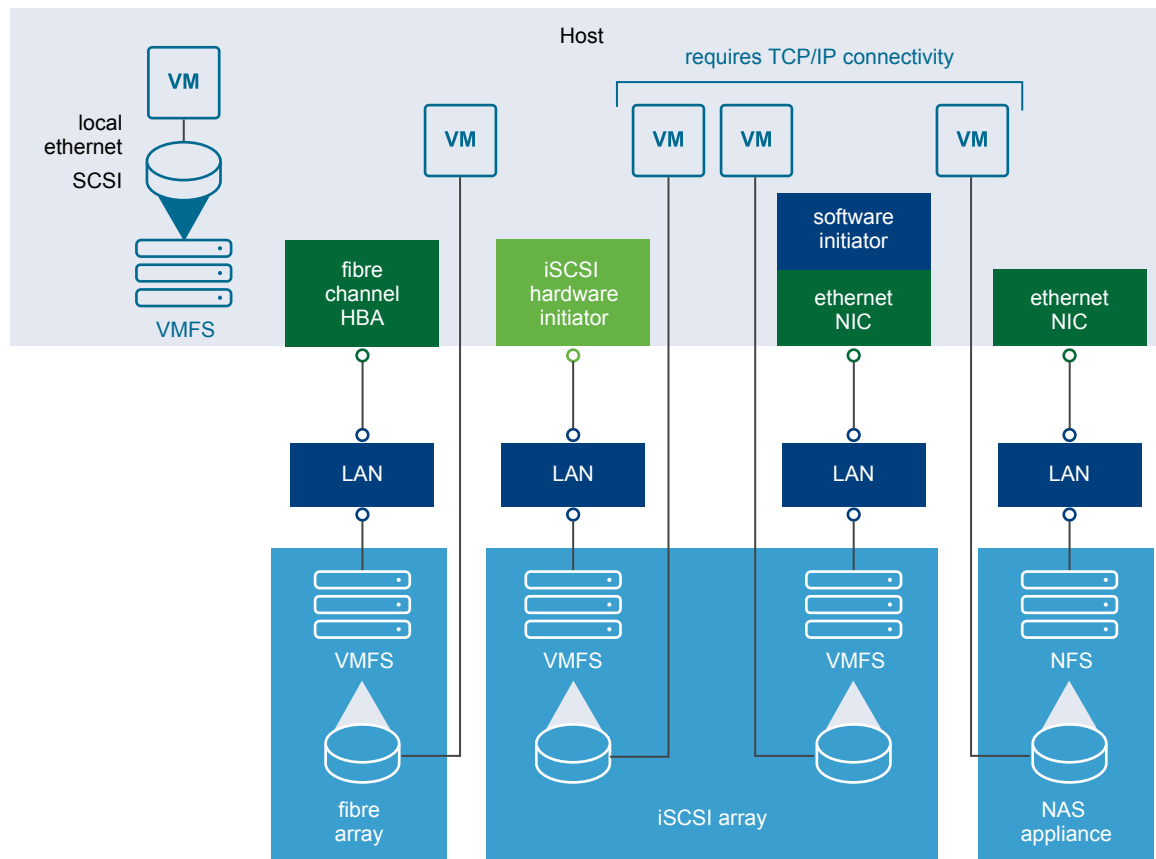 Host
requires TCP/IP connectivity
VM
local
ethernet
SCSI
VMFS
VM
VM
VM
VM
fibre
channel
HBA
iSCSI
hardware
initiator
software
initiator
ethernet
NIC
ethernet
NIC
LAN
LAN
LAN
LAN
VMFS
VMFS
VMFS
NFS
fibre
array
iSCSI array
NAS
appliance